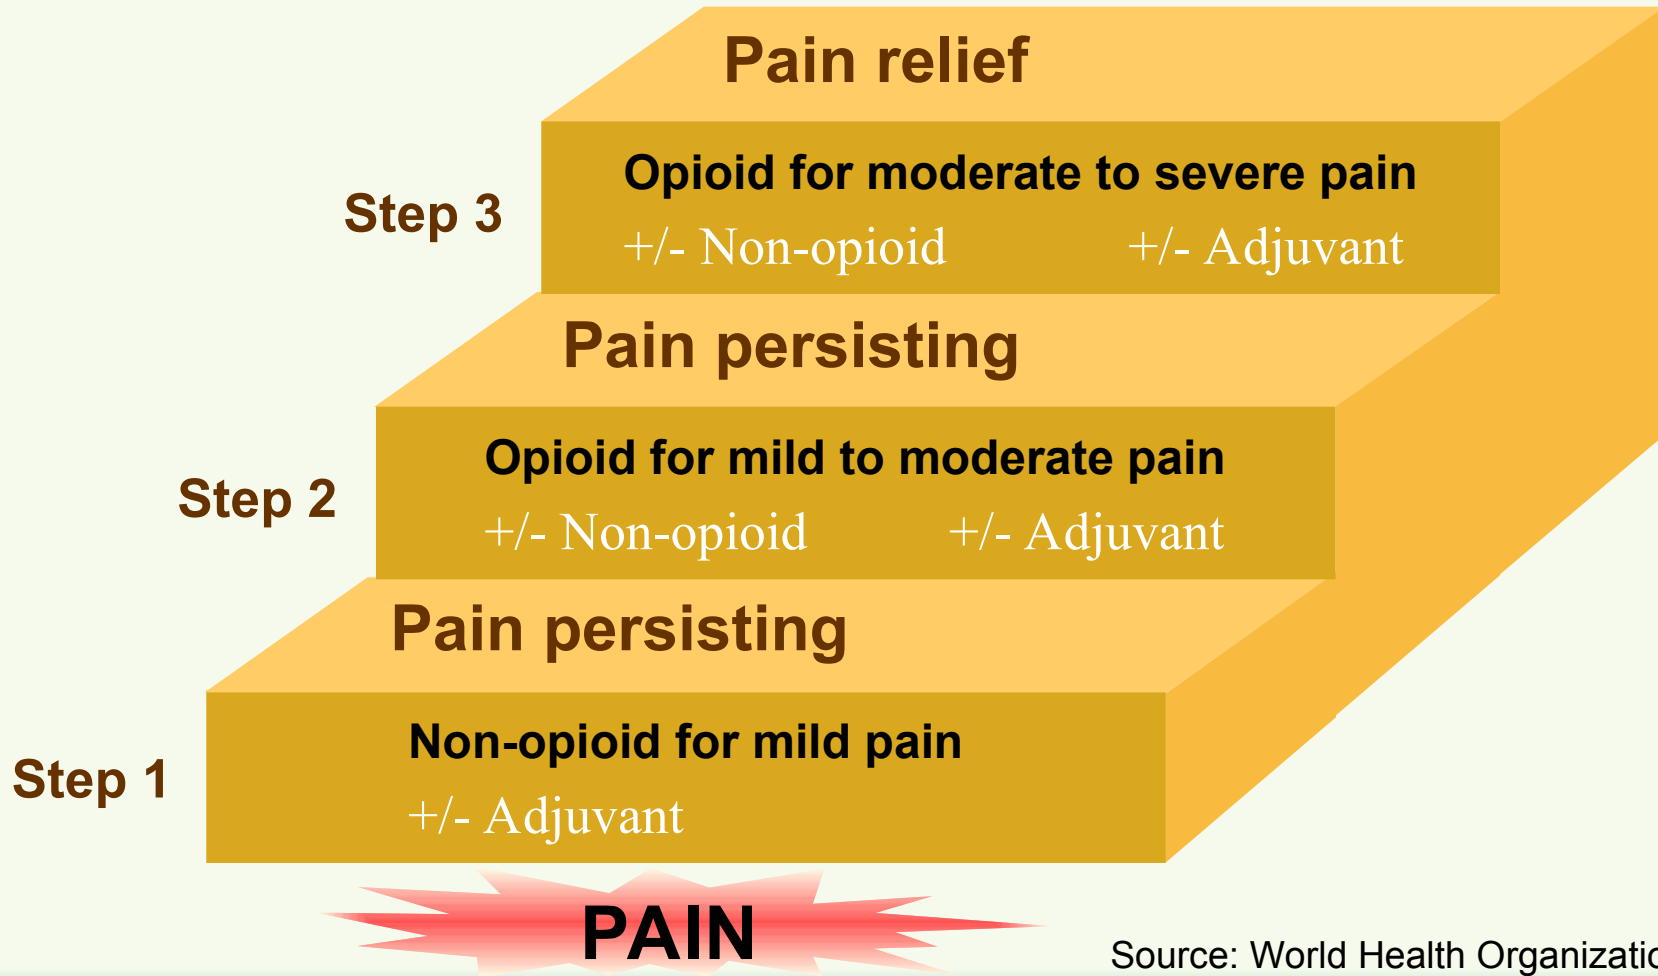 Pain relief
Opioid for moderate to severe pain
Step 3
+/- Non-opioid +/- Adjuvant
Pain persisting
Opioid for mild to moderate pain
Step 2
+/- Non-opioid +/- Adjuvant
Pain persisting
Non-opioid for mild pain
Step 1
+/- Adjuvant
PAIN
Source: World Health Organizatio